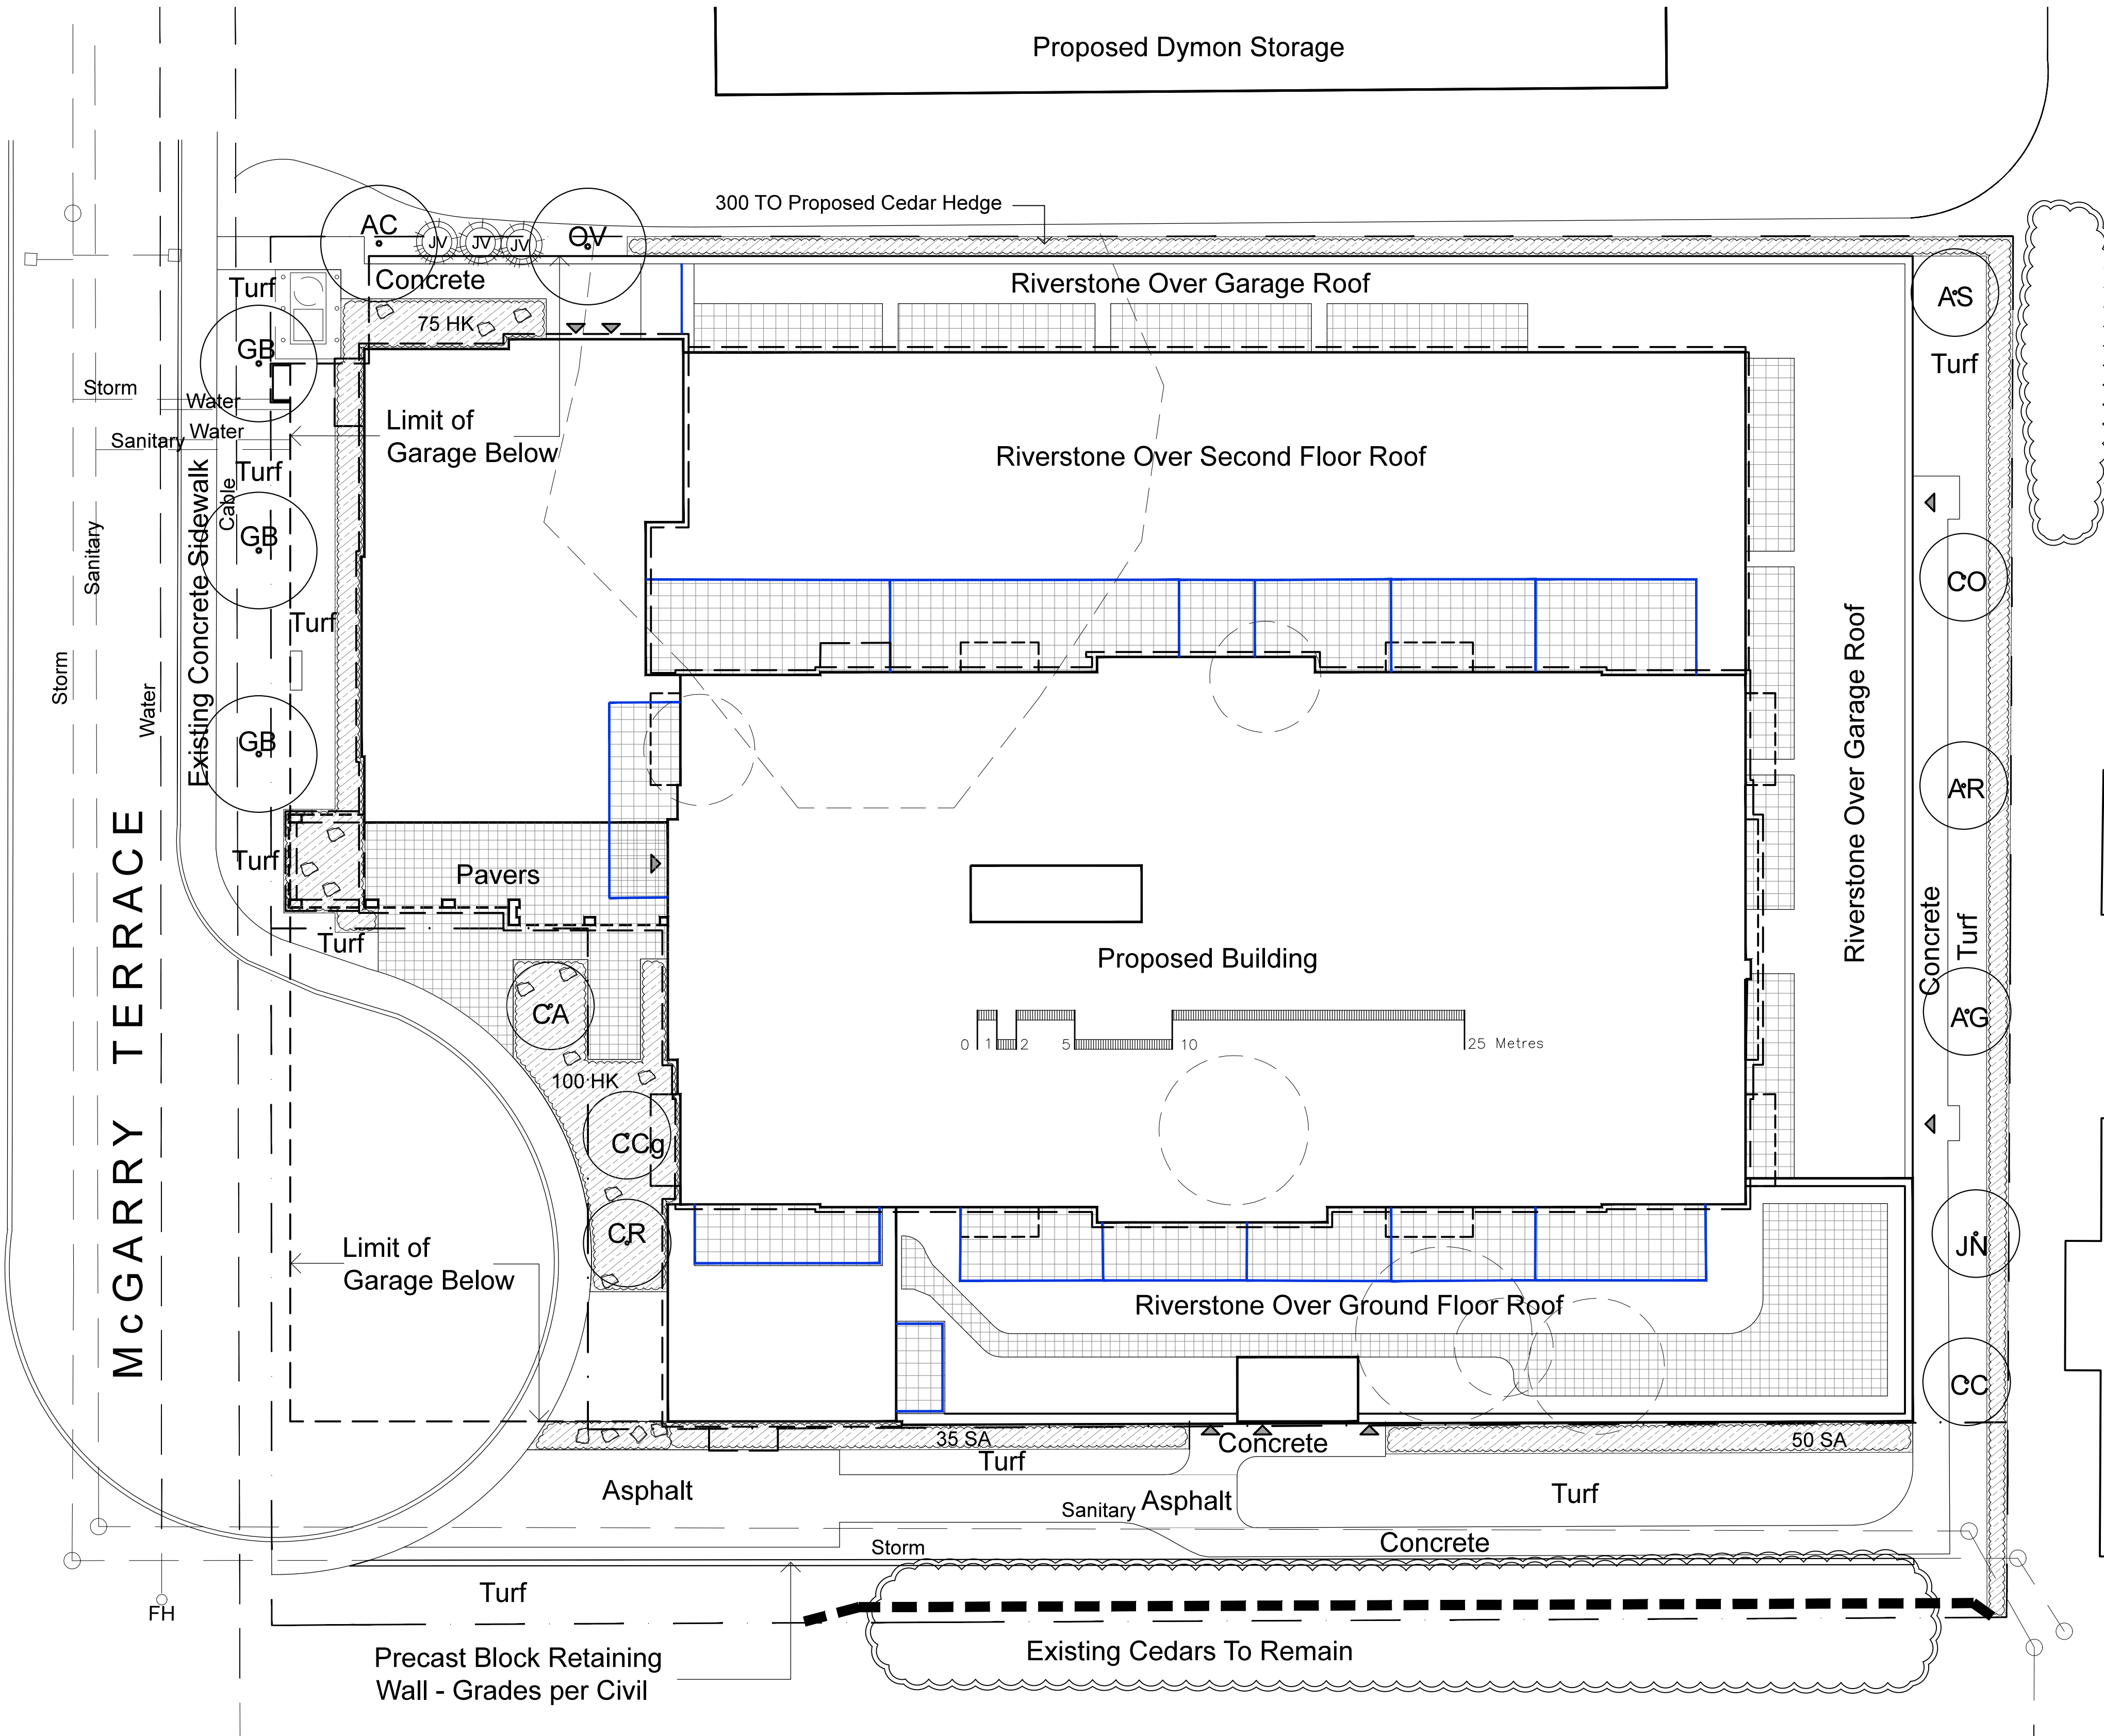 Proposed Dymon Storage
300 TO Proposed Cedar Hedge
AC
JV
JV
JV
OV
Concrete
Riverstone Over Garage Roof
AS
Turf
75 HK
GB
Turf
Storm
Water
Limit of
Garage Below
Water
Sanitary
Riverstone Over Second Floor Roof
Turf
Existing Concrete Sidewalk
Cable
GB
Sanitary
CO
Turf
Storm
Water
GB
AR
Riverstone Over Garage Roof
McGARRY TERRACE
Turf
Pavers
Turf
Concrete
Turf
Proposed Building
CA
AG
0 1 2 5 10 25 Metres
100 HK
CCg
CR
JN
Limit of
Garage Below
Riverstone Over Ground Floor Roof
CC
35 SA
Concrete
50 SA
Turf
Asphalt
Sanitary
Asphalt
Turf
Storm
Concrete
Turf
FH
Precast Block Retaining
Wall - Grades per Civil
Existing Cedars To Remain